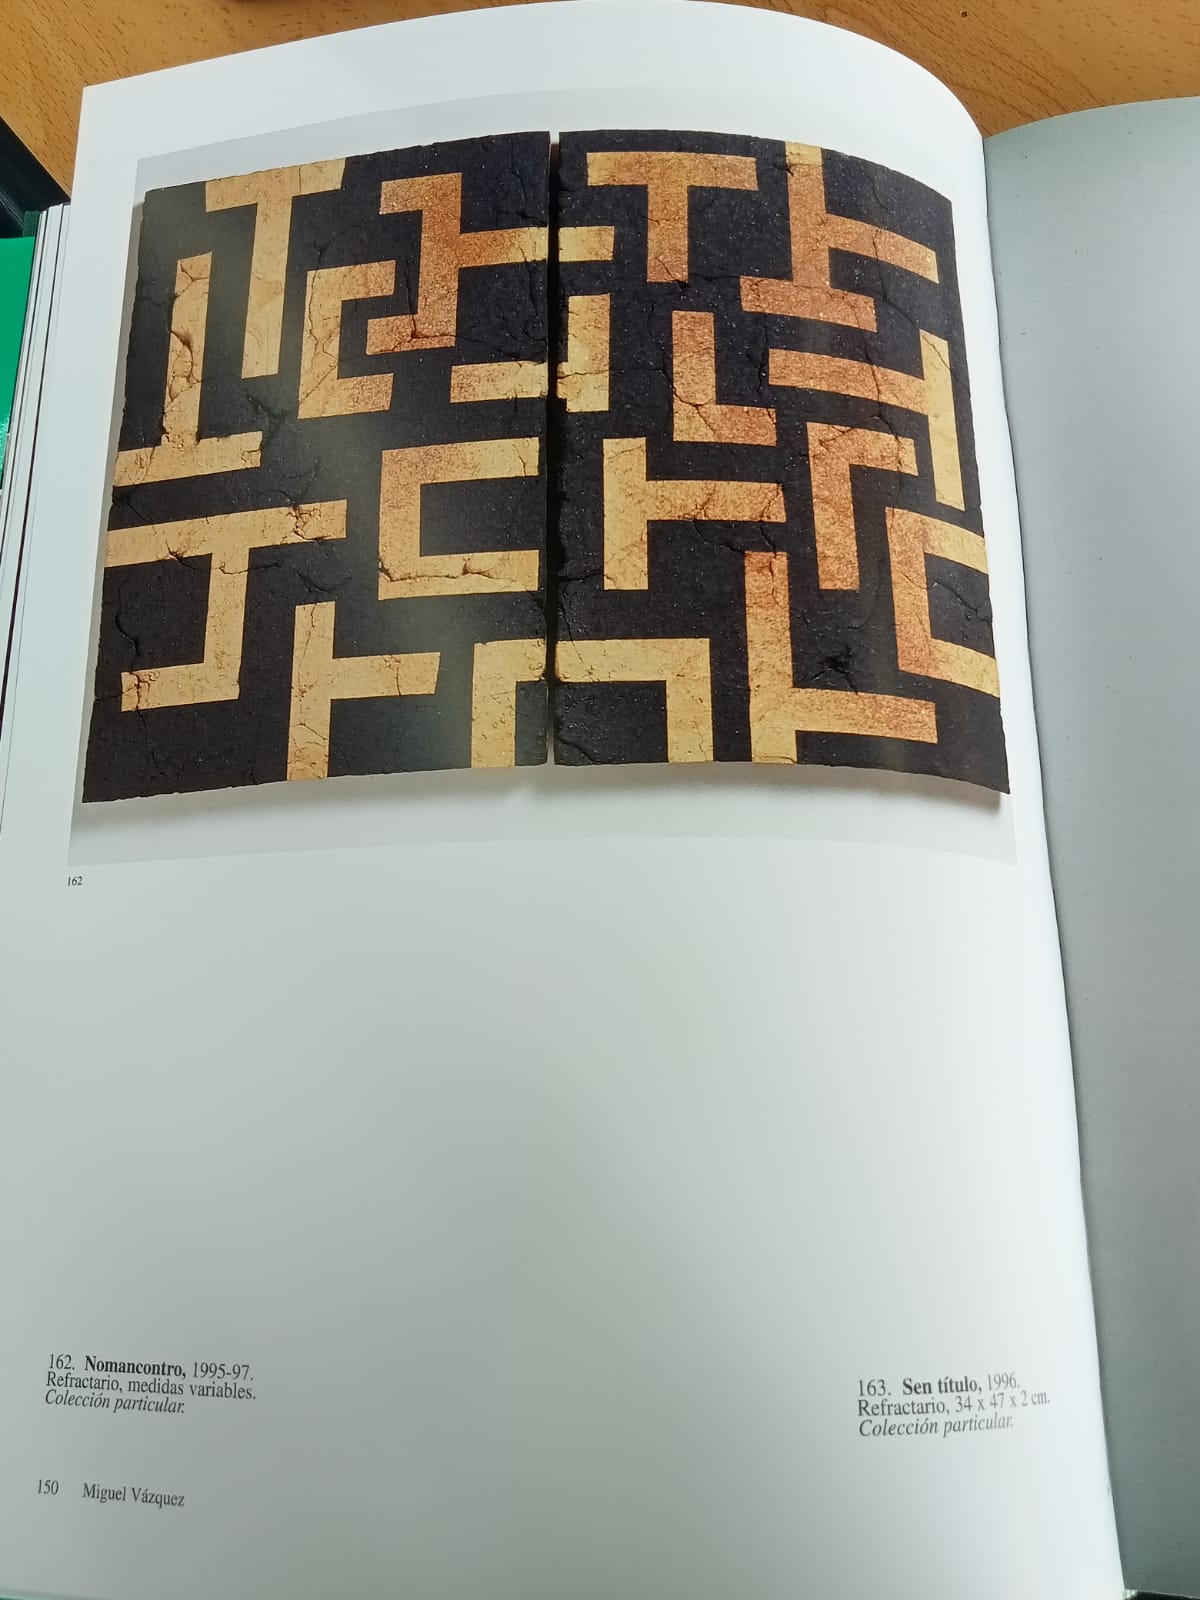 162
162. Nomancontro, 1995-97.
Refractario, medidas variables.
Colección particular.
163. Sen título, 1996.
Refractario, 34 x 47 x 2 cm.
Colección particular.
150 Miguel Vázquez